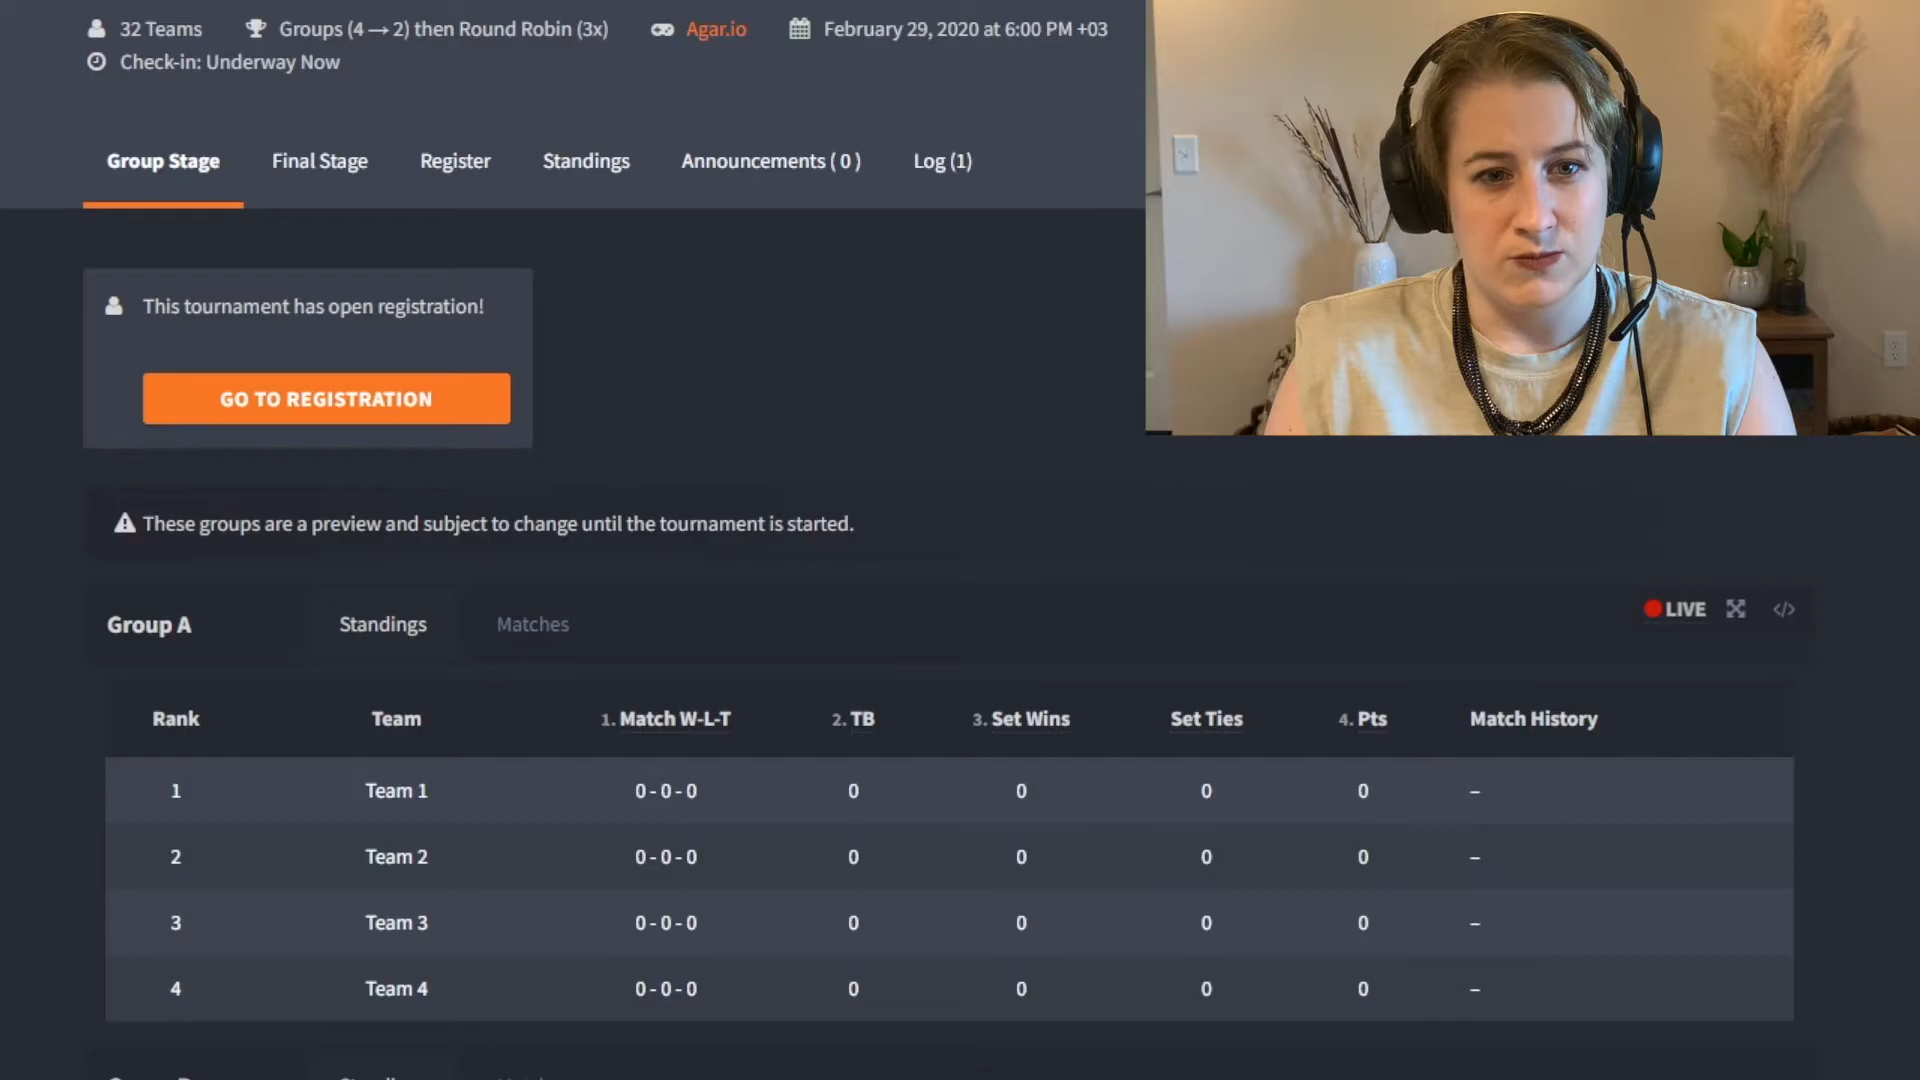 32 Teams
Groups (4 → 2) then Round Robin (3x)
Agar.io
February 29, 2020 at 6:00 PM +03
Check-in: Underway Now
Group Stage
Final Stage
Register
Standings
Announcements ( 0 )
Log (1)
This tournament has open registration!
GO TO REGISTRATION
These groups are a preview and subject to change until the tournament is started.
Group A
Standings
Matches
LIVE
</>
Rank Team 1. Match W-L-T 2. TB 3. Set Wins Set Ties 4. Pts Match History
1 Team 1 0 - 0 - 0 0 0 0 0 –
2 Team 2 0 - 0 - 0 0 0 0 0 –
3 Team 3 0 - 0 - 0 0 0 0 0 –
4 Team 4 0 - 0 - 0 0 0 0 0 –